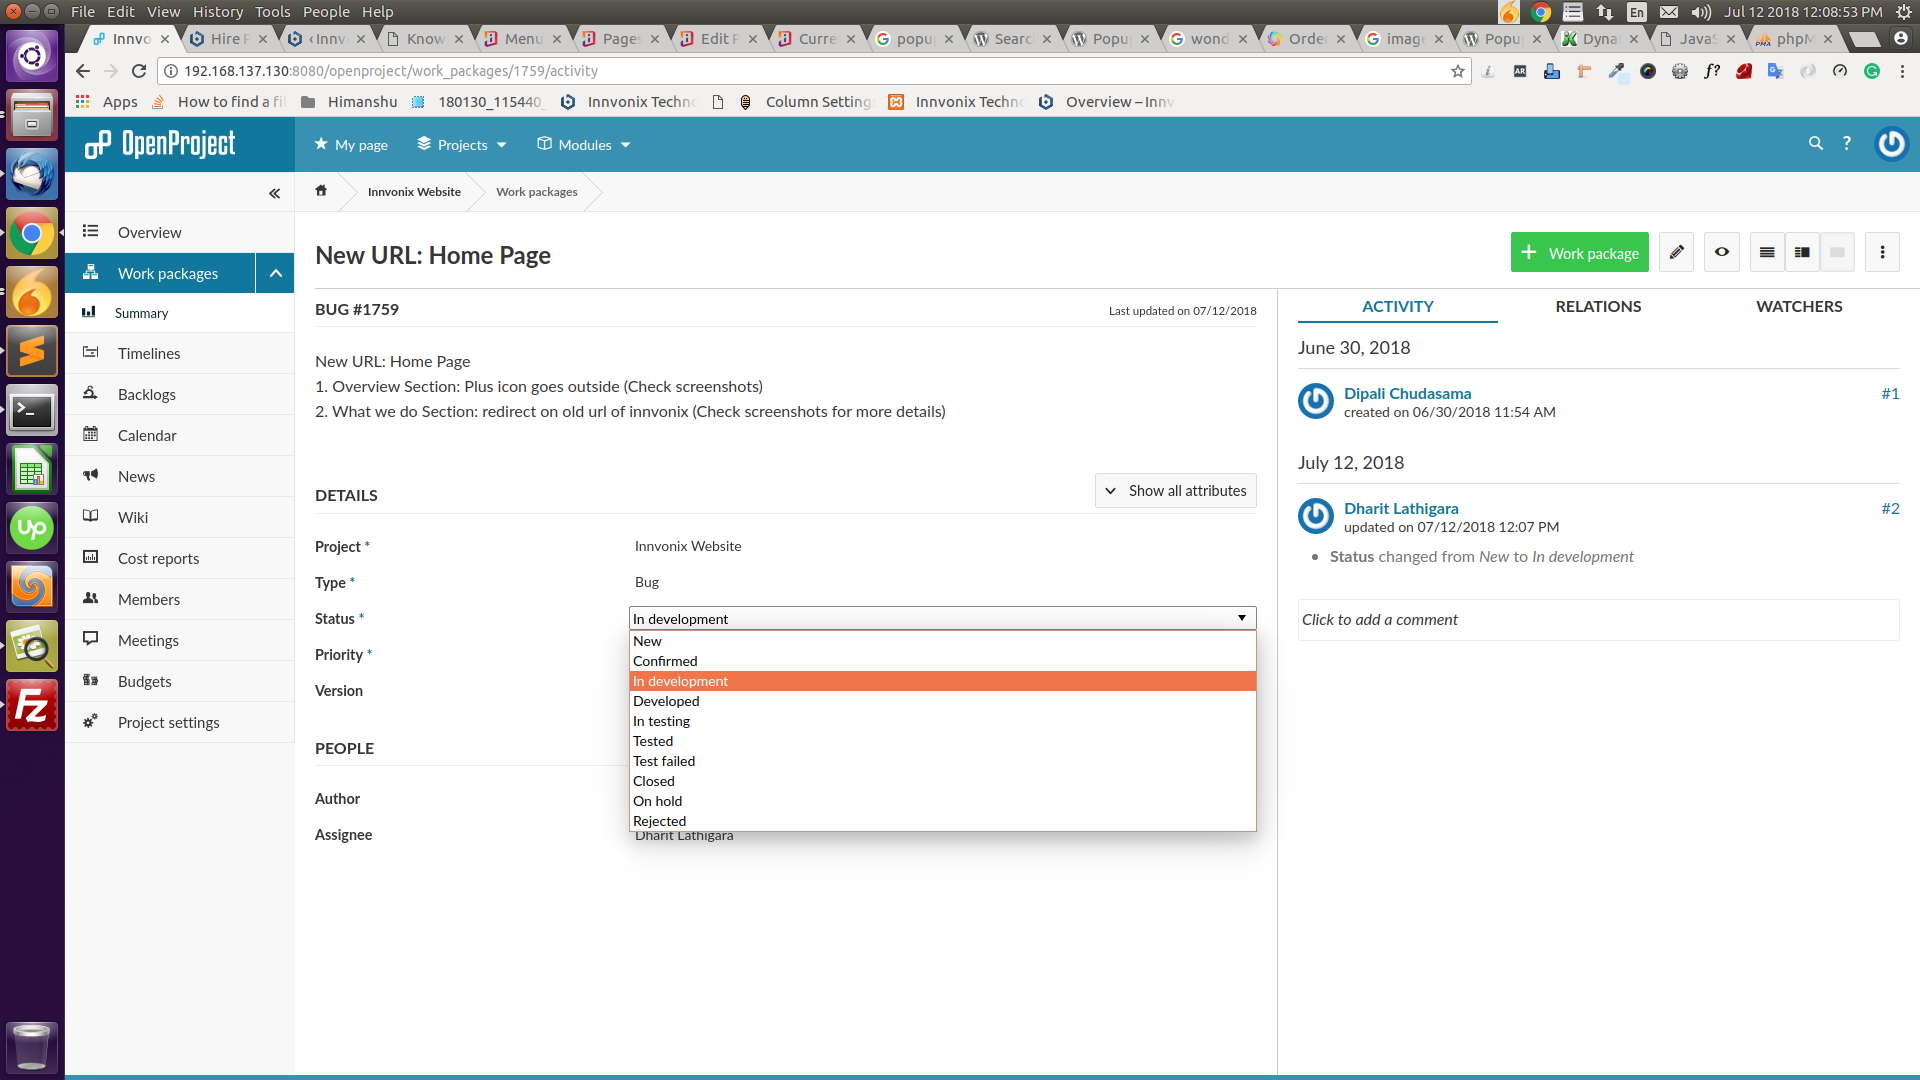 File Edit View History Tools People Help
En Jul 12 2018 12:08:53 PM
Innvo Hire P ‹ Innv Know Menu Pages Edit P Curre popu Searc Popu wond Order image Popu Dyna JavaS phpM
192.168.137.130:8080/openproject/work_packages/1759/activity
Apps How to find a fi Himanshu 180130_115440_ Innvonix Techno Column Settings Innvonix Techno Overview – Innv
OpenProject
My page Projects Modules ?
Innvonix Website Work packages
Overview
Work packages
Summary
Timelines
Backlogs
Calendar
News
Wiki
Cost reports
Members
Meetings
Budgets
Project settings
New URL: Home Page
+ Work package
BUG #1759
Last updated on 07/12/2018
New URL: Home Page
1. Overview Section: Plus icon goes outside (Check screenshots)
2. What we do Section: redirect on old url of innvonix (Check screenshots for more details)
DETAILS
Show all attributes
Project * Innvonix Website
Type * Bug
Status * In development
New
Confirmed
In development
Developed
In testing
Tested
Test failed
Closed
On hold
Rejected
Priority *
Version
PEOPLE
Author
Assignee Dharit Lathigara
ACTIVITY RELATIONS WATCHERS
June 30, 2018
Dipali Chudasama #1
created on 06/30/2018 11:54 AM
July 12, 2018
Dharit Lathigara #2
updated on 07/12/2018 12:07 PM
• Status changed from New to In development
Click to add a comment